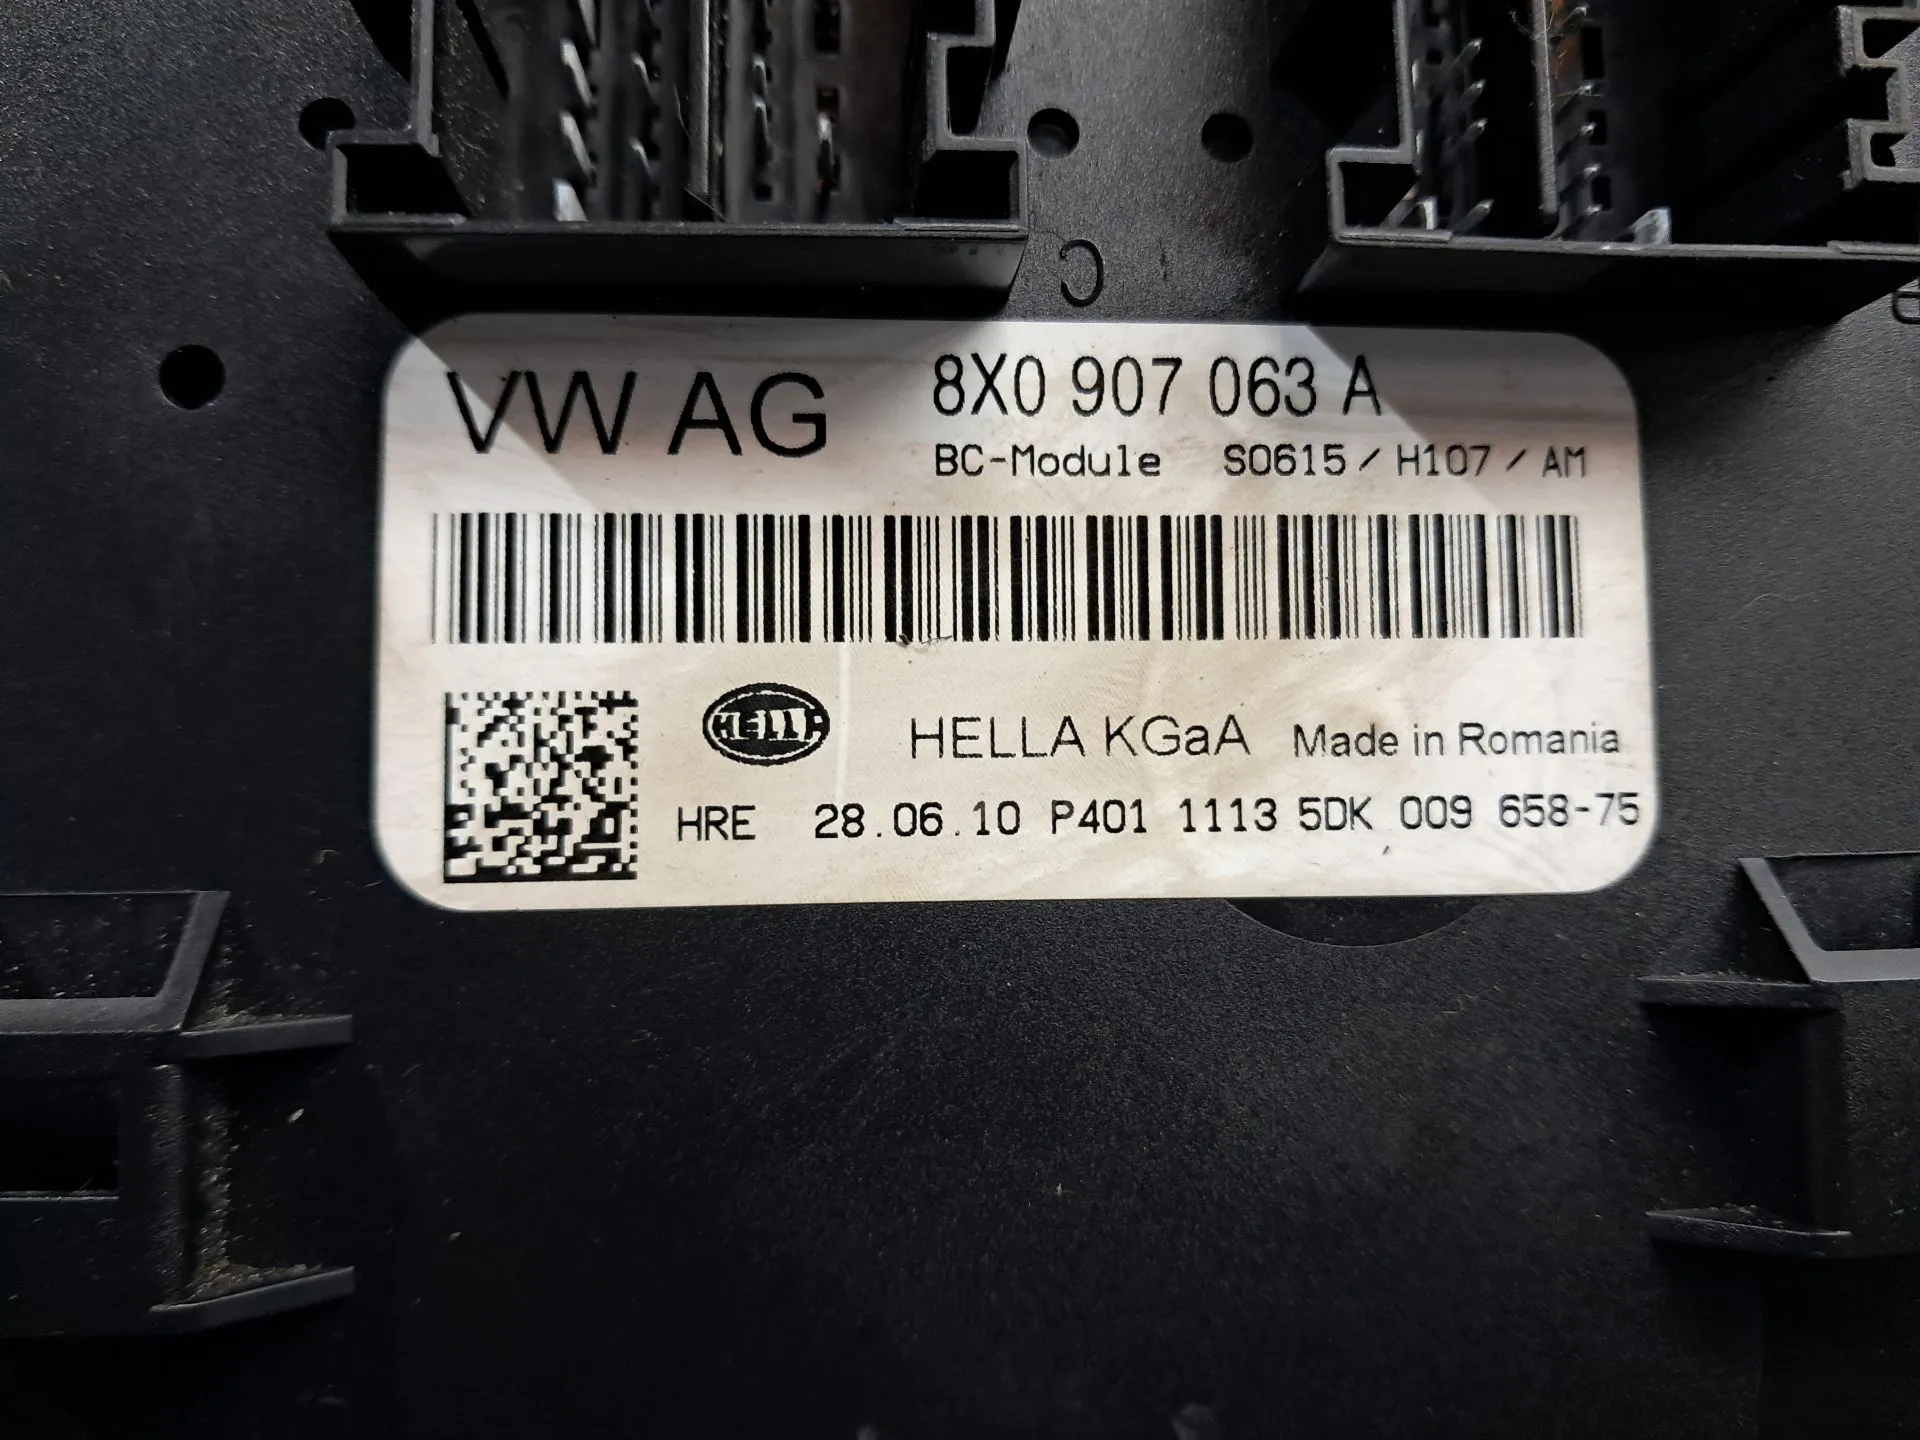 C
VW AG 8X0 907 063 A
BC-Module S0615/H107/AM
HELLA HELLA KGaA Made in Romania
HRE 28.06.10 P401 1113 5DK 009 658-75